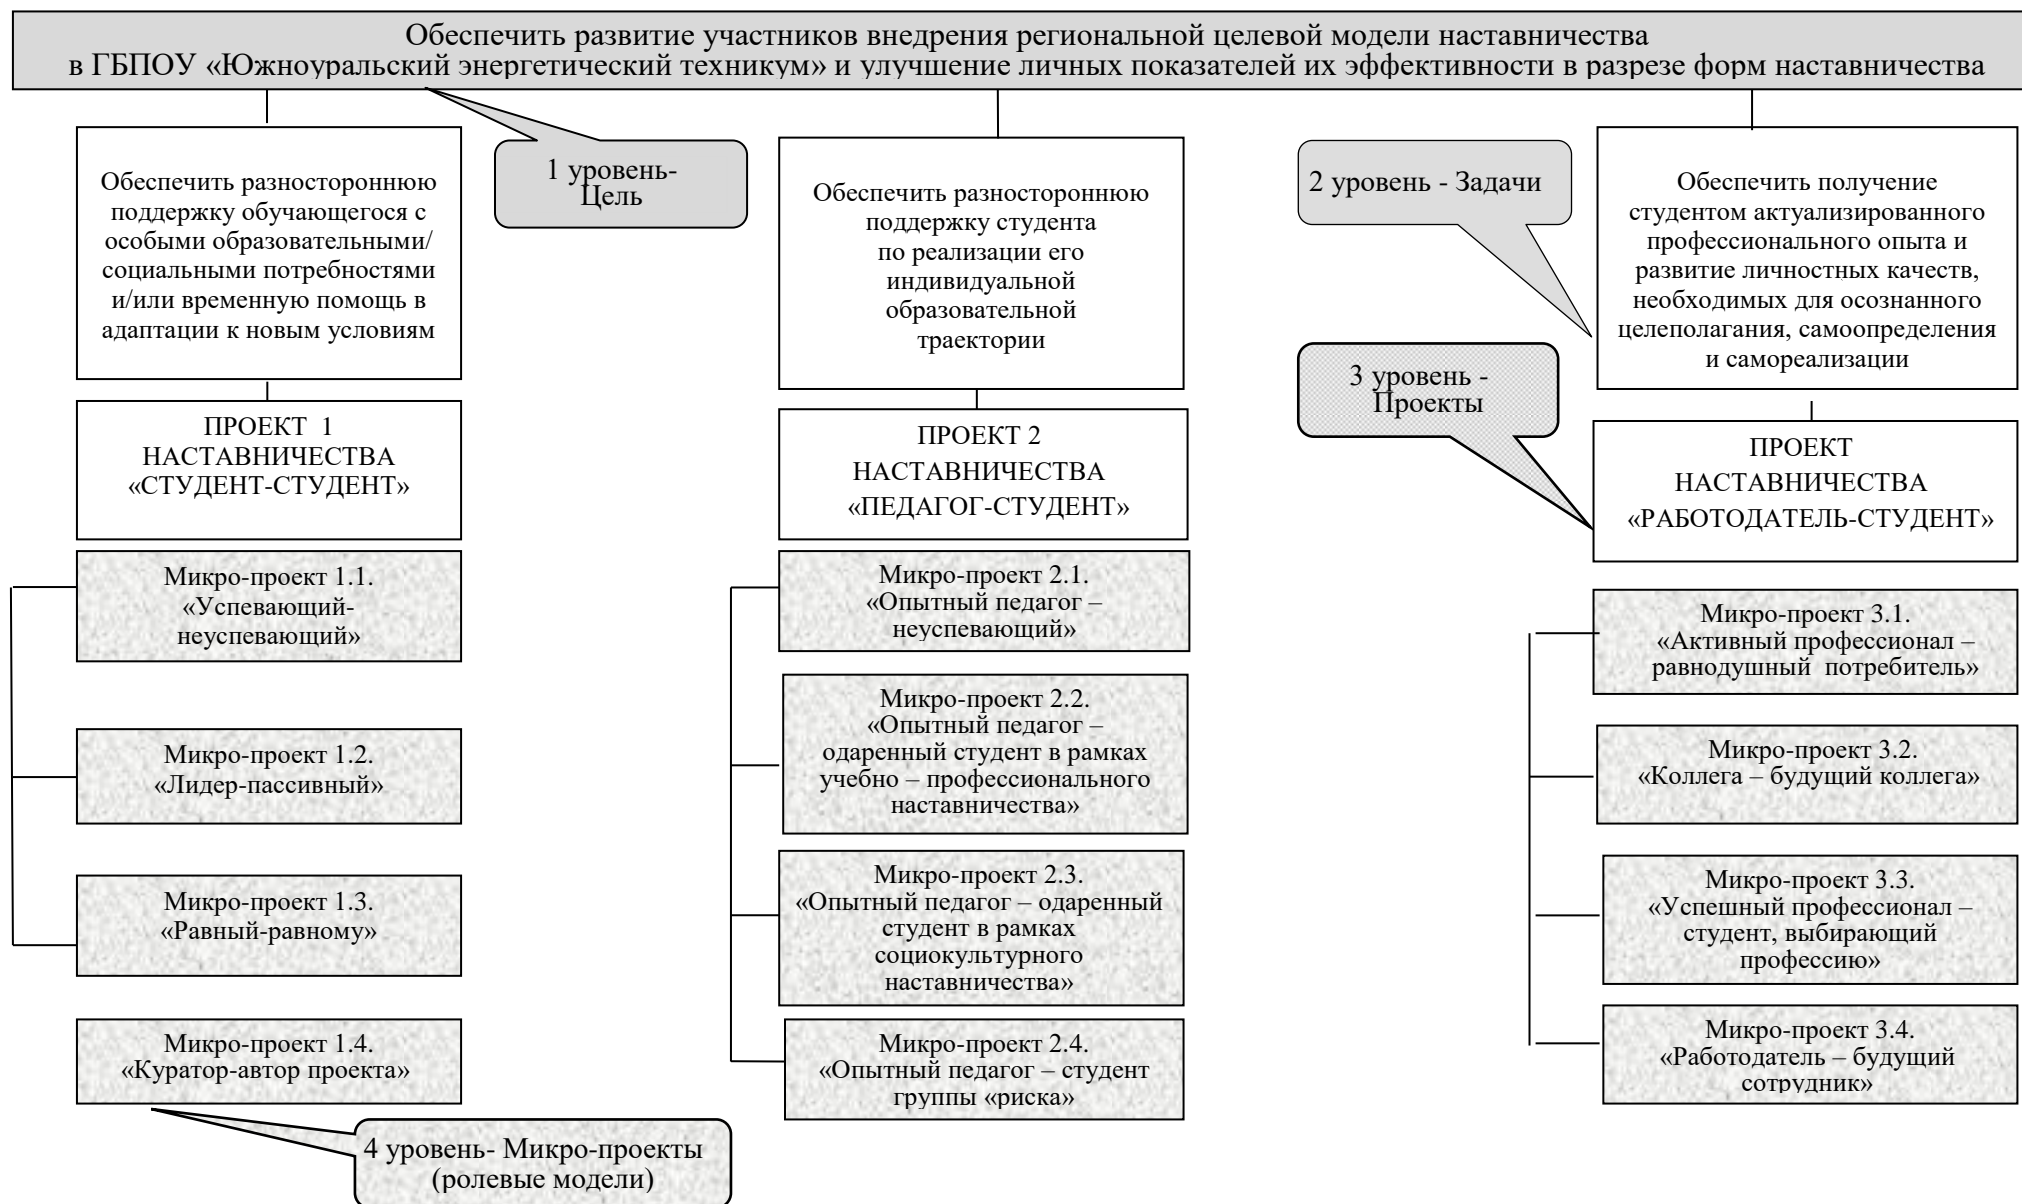 Обеспечить развитие участников внедрения региональной целевой модели наставничества
в ГБПОУ «Южноуральский энергетический техникум» и улучшение личных показателей их эффективности в разрезе форм наставничества
1 уровень-
Цель
2 уровень - Задачи
3 уровень -
Проекты
Обеспечить разностороннюю
поддержку обучающегося с
особыми образовательными/
социальными потребностями
и/или временную помощь в
адаптации к новым условиям
Обеспечить разностороннюю
поддержку студента
по реализации его
индивидуальной
образовательной
траектории
Обеспечить получение
студентом актуализированного
профессионального опыта и
развитие личностных качеств,
необходимых для осознанного
целеполагания, самоопределения
и самореализации
ПРОЕКТ 1
НАСТАВНИЧЕСТВА
«СТУДЕНТ-СТУДЕНТ»
ПРОЕКТ 2
НАСТАВНИЧЕСТВА
«ПЕДАГОГ-СТУДЕНТ»
ПРОЕКТ
НАСТАВНИЧЕСТВА
«РАБОТОДАТЕЛЬ-СТУДЕНТ»
Микро-проект 1.1.
«Успевающий-
неуспевающий»
Микро-проект 1.2.
«Лидер-пассивный»
Микро-проект 1.3.
«Равный-равному»
Микро-проект 1.4.
«Куратор-автор проекта»
Микро-проект 2.1.
«Опытный педагог –
неуспевающий»
Микро-проект 2.2.
«Опытный педагог –
одаренный студент в рамках
учебно – профессионального
наставничества»
Микро-проект 2.3.
«Опытный педагог – одаренный
студент в рамках
социокультурного
наставничества»
Микро-проект 2.4.
«Опытный педагог – студент
группы «риска»
Микро-проект 3.1.
«Активный профессионал –
равнодушный потребитель»
Микро-проект 3.2.
«Коллега – будущий коллега»
Микро-проект 3.3.
«Успешный профессионал –
студент, выбирающий
профессию»
Микро-проект 3.4.
«Работодатель – будущий
сотрудник»
4 уровень- Микро-проекты
(ролевые модели)